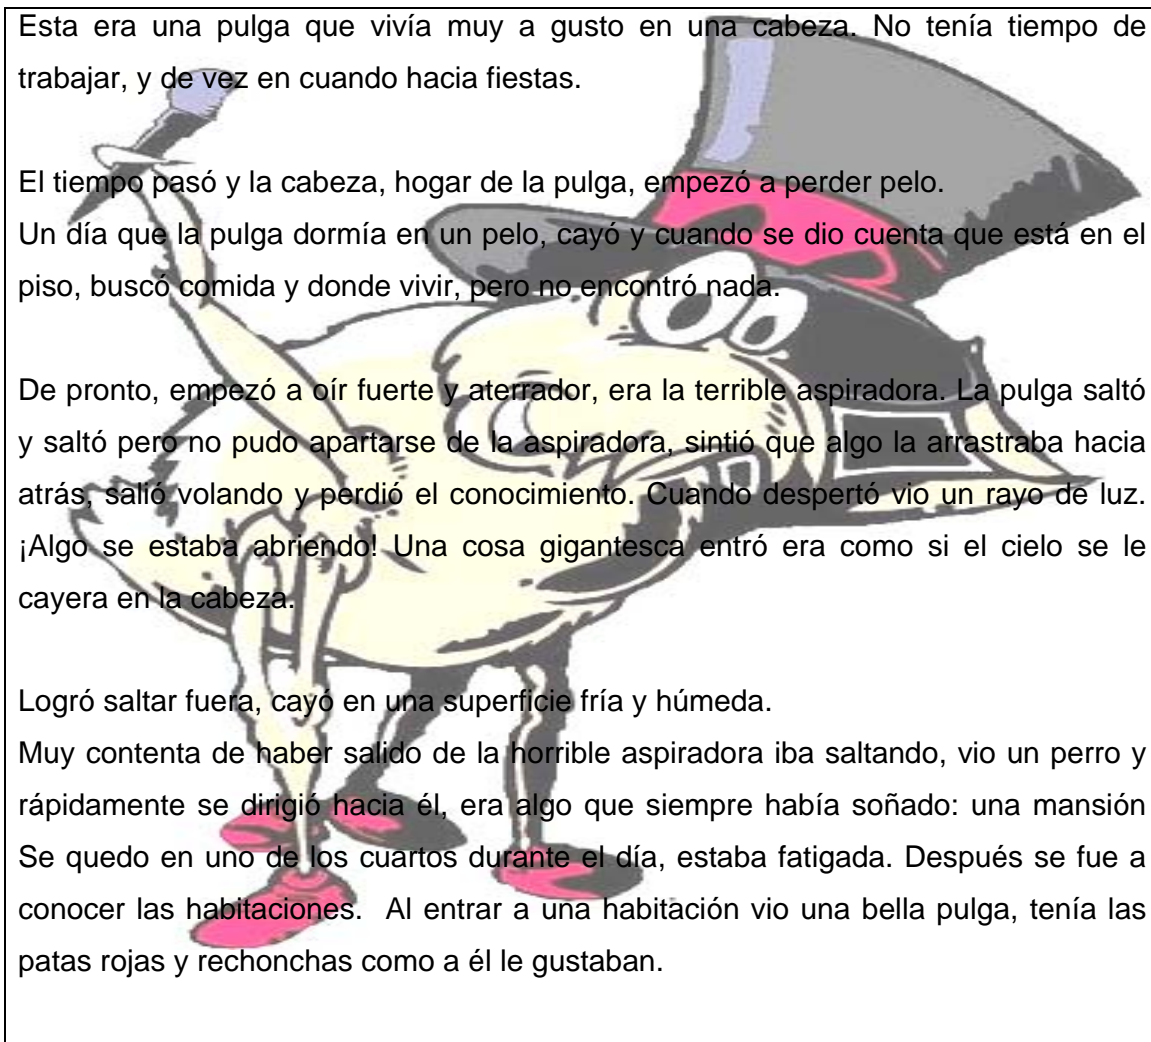 Esta era una pulga que vivía muy a gusto en una cabeza. No tenía tiempo de
trabajar, y de vez en cuando hacia fiestas.
El tiempo pasó y la cabeza, hogar de la pulga, empezó a perder pelo.
Un día que la pulga dormía en un pelo, cayó y cuando se dio cuenta que está en el
piso, buscó comida y donde vivir, pero no encontró nada.
De pronto, empezó a oír fuerte y aterrador, era la terrible aspiradora. La pulga saltó
y saltó pero no pudo apartarse de la aspiradora, sintió que algo la arrastraba hacia
atrás, salió volando y perdió el conocimiento. Cuando despertó vio un rayo de luz.
¡Algo se estaba abriendo! Una cosa gigantesca entró era como si el cielo se le
cayera en la cabeza.
Logró saltar fuera, cayó en una superficie fría y húmeda.
Muy contenta de haber salido de la horrible aspiradora iba saltando, vio un perro y
rápidamente se dirigió hacia él, era algo que siempre había soñado: una mansión
Se quedo en uno de los cuartos durante el día, estaba fatigada. Después se fue a
conocer las habitaciones. Al entrar a una habitación vio una bella pulga, tenía las
patas rojas y rechonchas como a él le gustaban.